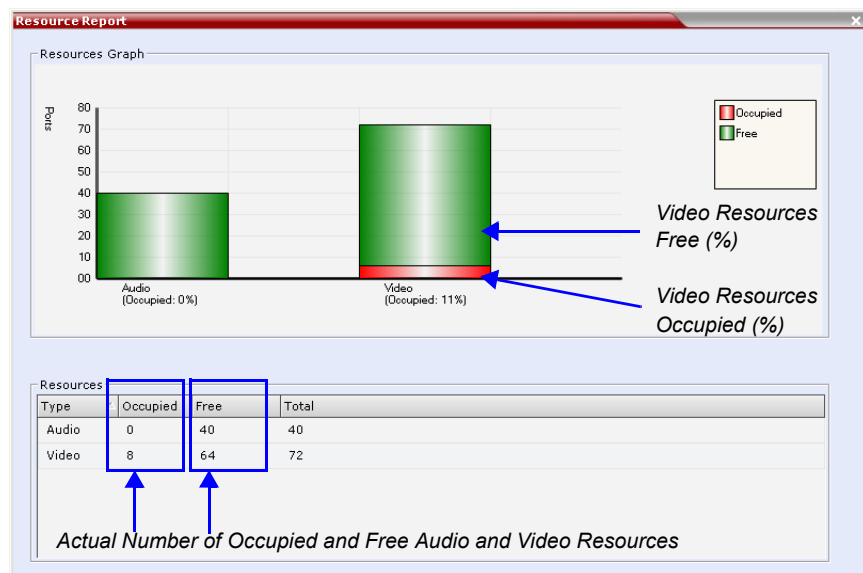 Resource Report
Resources Graph
Ports
80
70
60
50
40
30
20
10
00
Audio
(Occupied: 0%)
Video
(Occupied: 11%)
Occupied
Free
Video Resources
Free (%)
Video Resources
Occupied (%)
Resources
Type Occupied Free Total
Audio 0 40 40
Video 8 64 72
Actual Number of Occupied and Free Audio and Video Resources